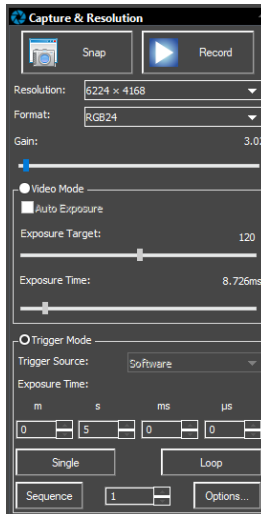 Capture & Resolution
Snap Record
Resolution: 6224 × 4168
Format: RGB24
Gain: 3.03
Video Mode
Auto Exposure
Exposure Target: 120
Exposure Time: 8.726ms
Trigger Mode
Trigger Source: Software
Exposure Time:
m s ms µs
0 5 0 0
Single Loop
Sequence 1 Options...